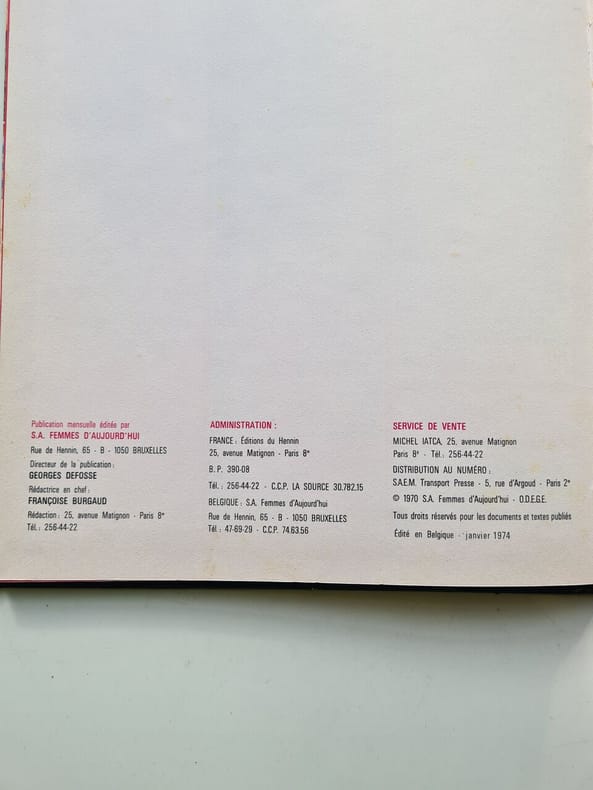 Publication mensuelle éditée par
S.A. FEMMES D'AUJOURD'HUI
Rue de Hennin, 65 - B - 1050 BRUXELLES
Directeur de la publication :
GEORGES DEFOSSE
Rédactrice en chef :
FRANÇOISE BURGAUD
Rédaction : 25, avenue Matignon - Paris 8e
Tél. : 256-44-22
ADMINISTRATION :
FRANCE : Éditions du Hennin
25, avenue Matignon - Paris 8e
B. P. 390-08
Tél. : 256-44-22 - C.C.P. LA SOURCE 30.782.15
BELGIQUE : S.A. Femmes d'Aujourd'hui
Rue de Hennin, 65 - B - 1050 BRUXELLES
Tél. : 47-69-29 - C.C.P. 74.63.56
SERVICE DE VENTE
MICHEL IATCA, 25, avenue Matignon
Paris 8e - Tél. : 256-44-22
DISTRIBUTION AU NUMÉRO :
S.A.E.M. Transport Presse - 5, rue d'Argoud - Paris 2e
© 1970 S.A. Femmes d'Aujourd'hui - O.D.E.G.E.
Tous droits réservés pour les documents et textes publiés
Édité en Belgique - janvier 1974